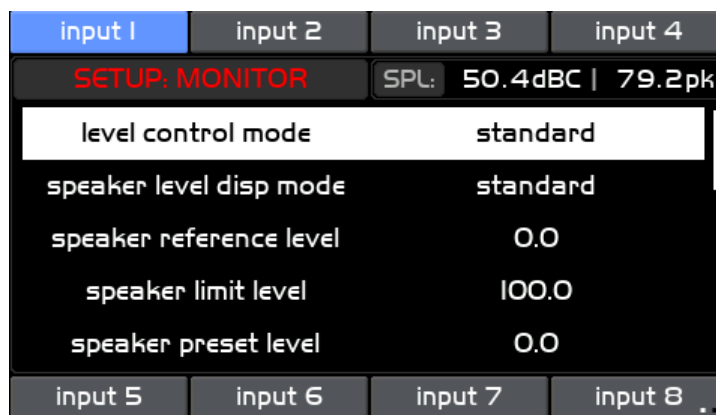 input 1 input 2 input 3 input 4
SETUP: MONITOR SPL: 50.4dBC | 79.2pk
level control mode standard
speaker level disp mode standard
speaker reference level 0.0
speaker limit level 100.0
speaker preset level 0.0
input 5 input 6 input 7 input 8